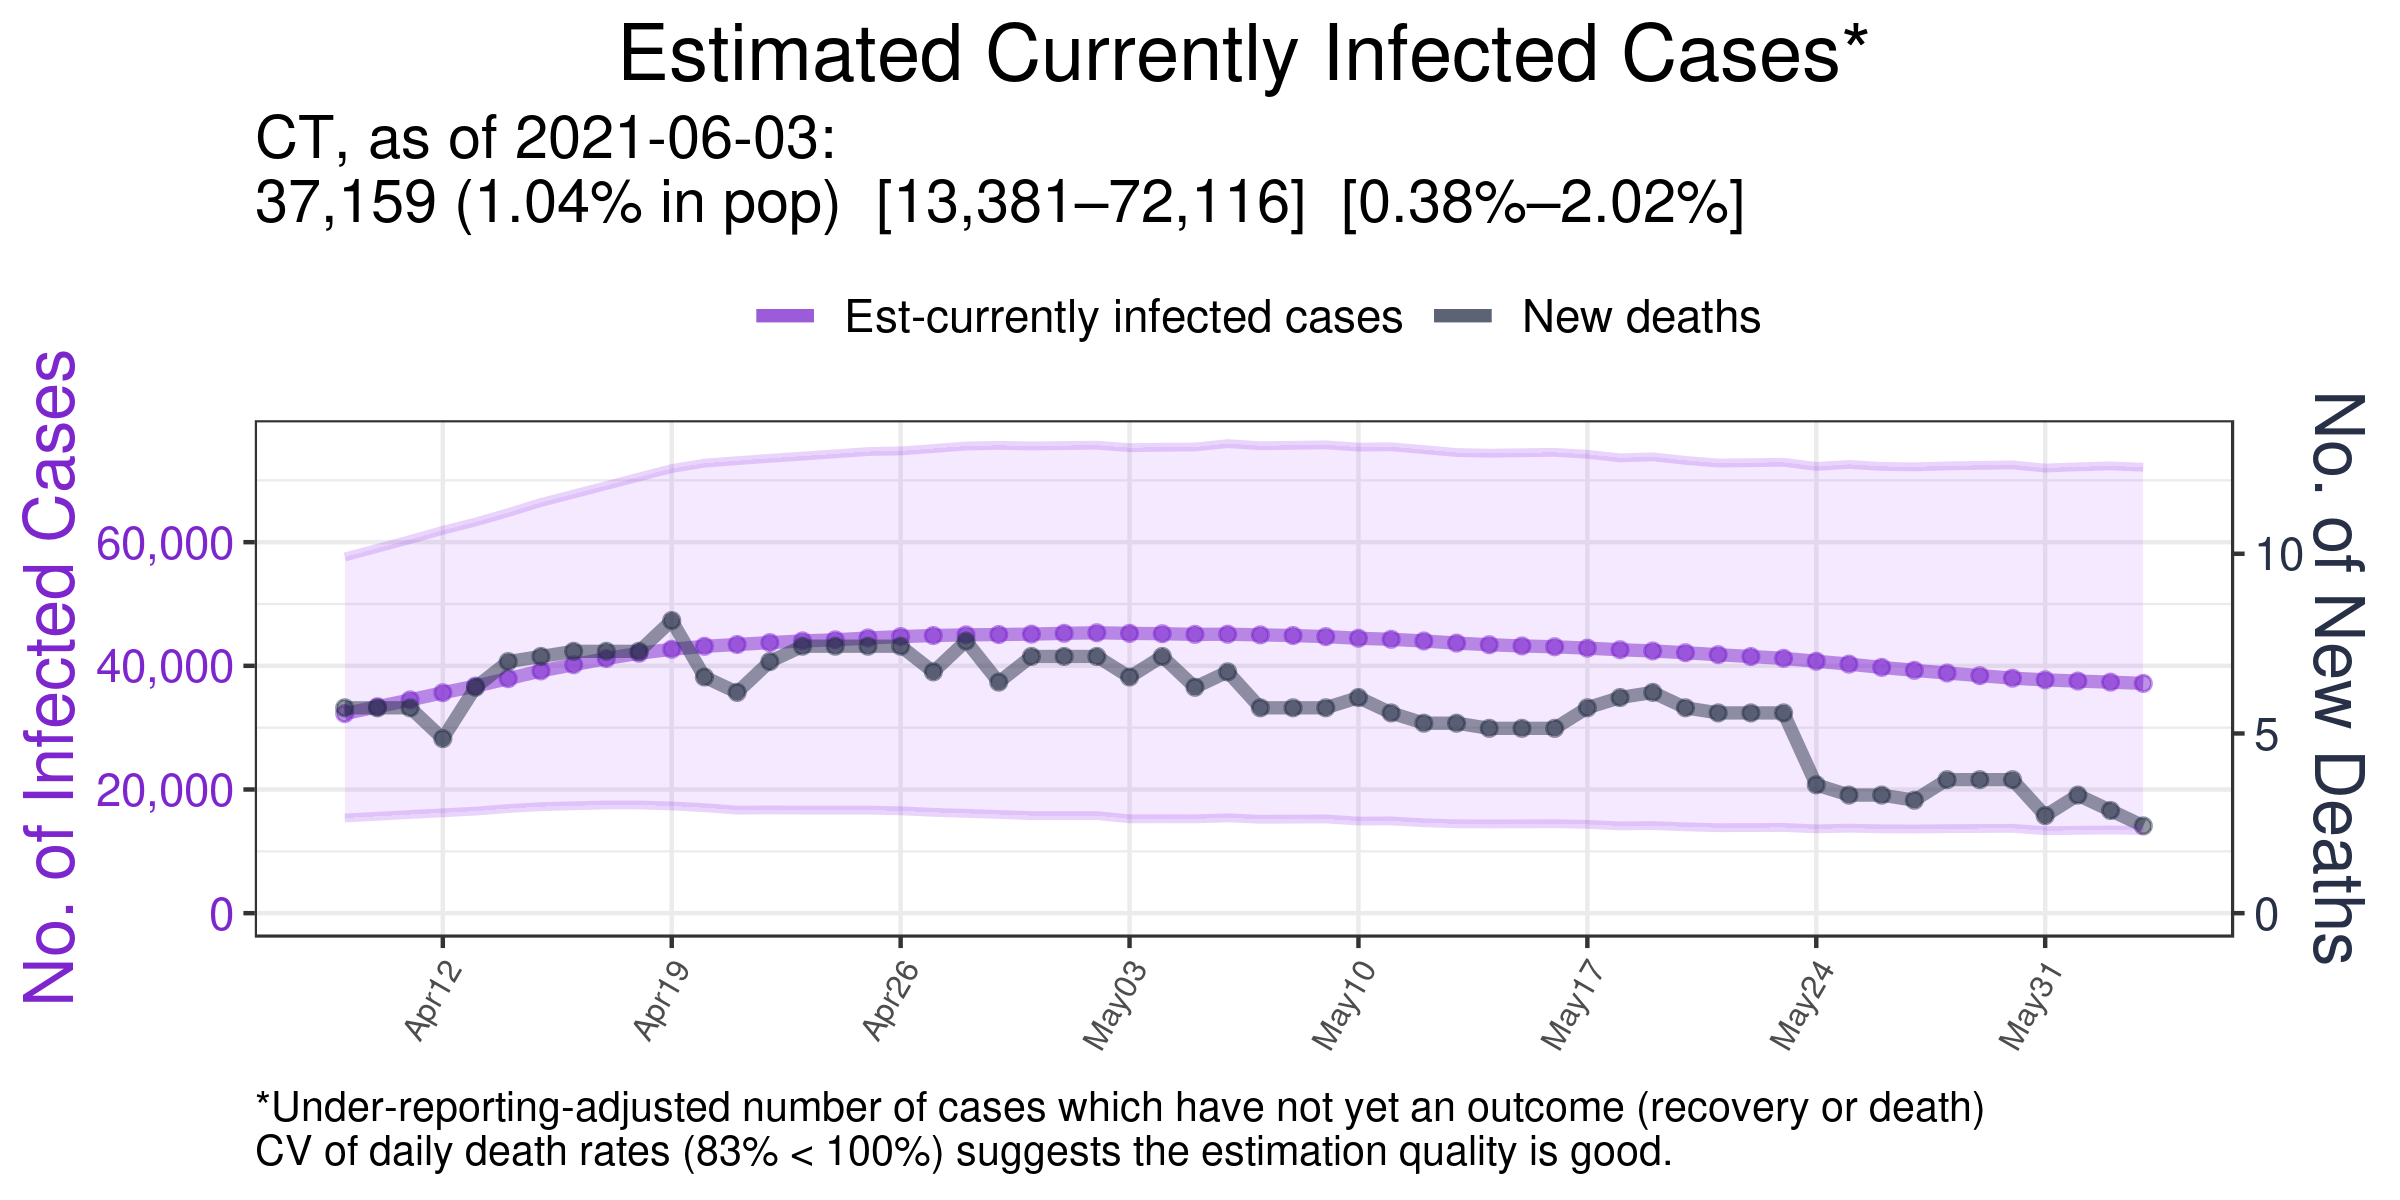 Estimated Currently Infected Cases*
CT, as of 2021-06-03:
37,159 (1.04% in pop)  [13,381–72,116]  [0.38%–2.02%]
Est-currently infected cases
New deaths
No. of Infected Cases
60,000
40,000
20,000
0
10
5
0
No. of New Deaths
Apr12
Apr19
Apr26
May03
May10
May17
May24
May31
*Under-reporting-adjusted number of cases which have not yet an outcome (recovery or death)
CV of daily death rates (83% < 100%) suggests the estimation quality is good.